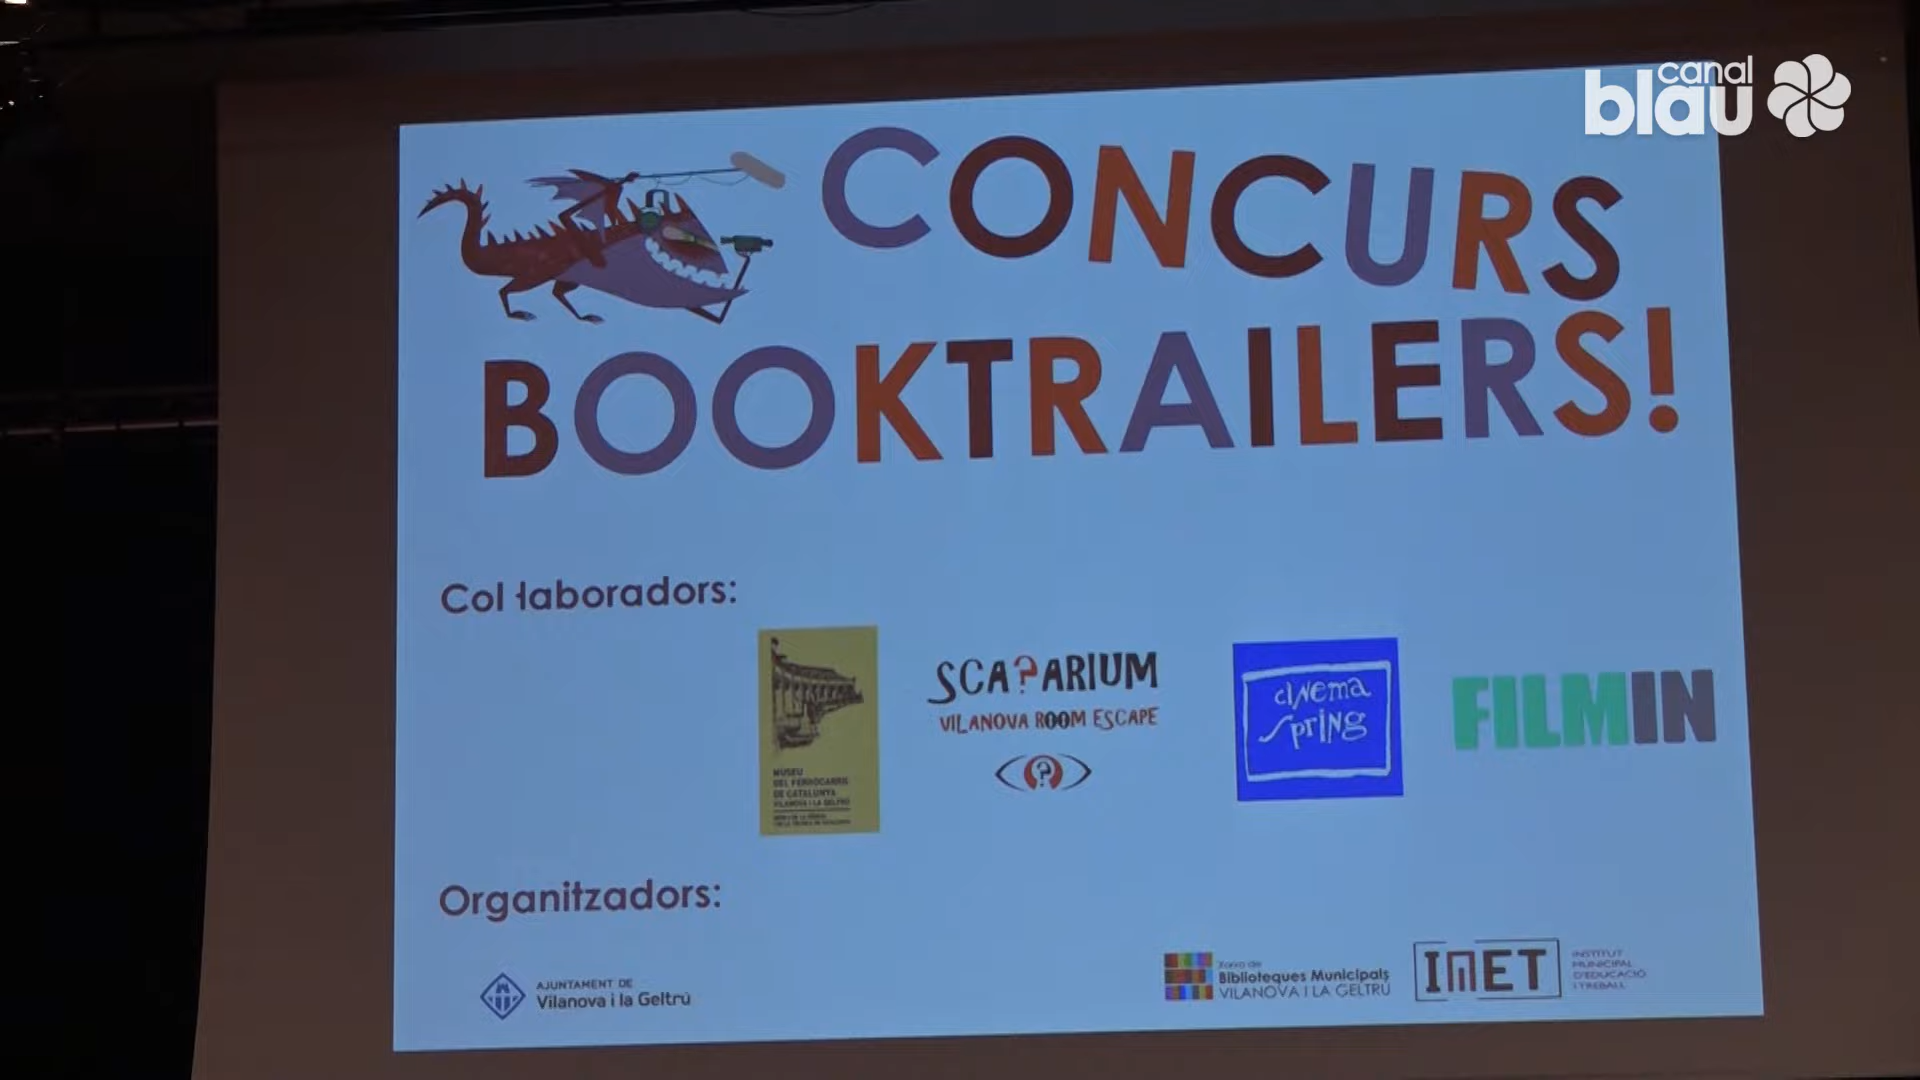 canal
blau
CONCURS
BOOKTRAILERS!
Col·laboradors:
MUSEU
DEL FERROCARRIL
DE CATALUNYA
VILANOVA I LA GELTRÚ
SCA?ARIUM
VILANOVA ROOM ESCAPE
?
cinema
spring
FILMIN
Organitzadors:
AJUNTAMENT DE
Vilanova i la Geltrú
Xarxa de
Biblioteques Municipals
VILANOVA I LA GELTRÚ
IMET
INSTITUT
MUNICIPAL
D'EDUCACIÓ
I TREBALL